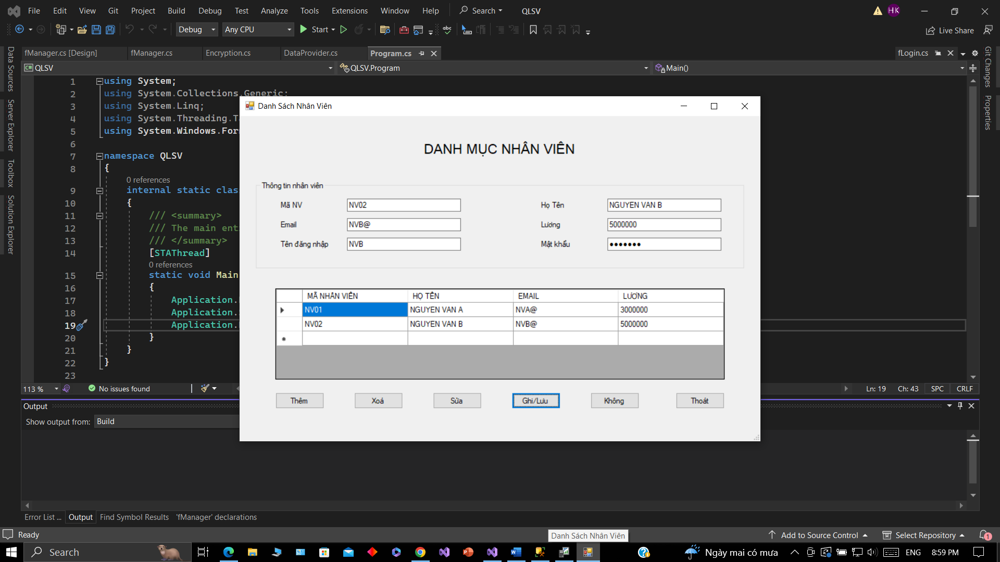 File Edit View Git Project Build Debug Test Analyze Tools Extensions Window Help Search QLSV HK
Debug Any CPU Start Live Share
fManager.cs [Design] fManager.cs Encryption.cs DataProvider.cs Program.cs fLogin.cs
QLSV QLSV.Program Main()
Data Sources
Server Explorer
Toolbox
Solution Explorer
Git Changes
Properties
1 using System;
2 using System.Collections.Generic;
3 using System.Linq;
4 using System.Threading.T
5 using System.Windows.For
6
7 namespace QLSV
8 {
0 references
9 internal static clas
10 {
11 /// <summary>
12 /// The main ent
13 /// </summary>
14 [STAThread]
0 references
15 static void Main
16 {
17 Application.
18 Application.
19 Application.
20 }
21 }
22 }
23
113 % No issues found Ln: 19 Ch: 43 SPC CRLF
Danh Sách Nhân Viên
DANH MỤC NHÂN VIÊN
Thông tin nhân viên
Mã NV NV02 Họ Tên NGUYEN VAN B
Email NVB@ Lương 5000000
Tên đăng nhập NVB Mật khẩu •••••••
MÃ NHÂN VIÊN HỌ TÊN EMAIL LƯƠNG
NV01 NGUYEN VAN A NVA@ 3000000
NV02 NGUYEN VAN B NVB@ 5000000
Thêm Xoá Sửa Ghi/Lưu Không Thoát
Output
Show output from: Build
Error List ... Output Find Symbol Results 'fManager' declarations
Ready Add to Source Control Select Repository 1
Danh Sách Nhân Viên
Search Ngày mai có mưa ENG 8:59 PM